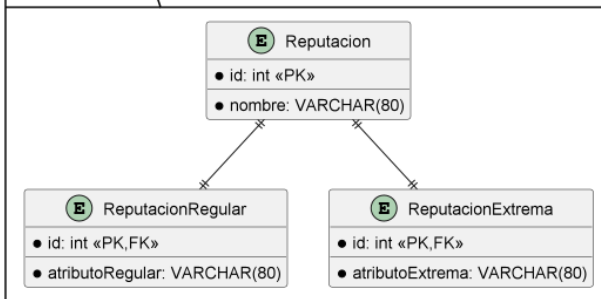 E Reputacion
● id: int «PK»
● nombre: VARCHAR(80)
E ReputacionRegular
● id: int «PK,FK»
● atributoRegular: VARCHAR(80)
E ReputacionExtrema
● id: int «PK,FK»
● atributoExtrema: VARCHAR(80)